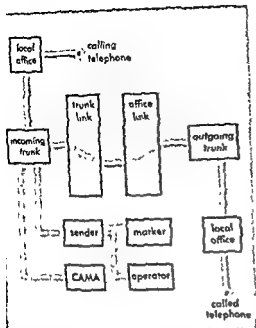 local
office
calling
telephone
trunk
link
office
link
incoming
trunk
outgoing
trunk
sender
marker
local
office
CAMA
operator
called
telephone